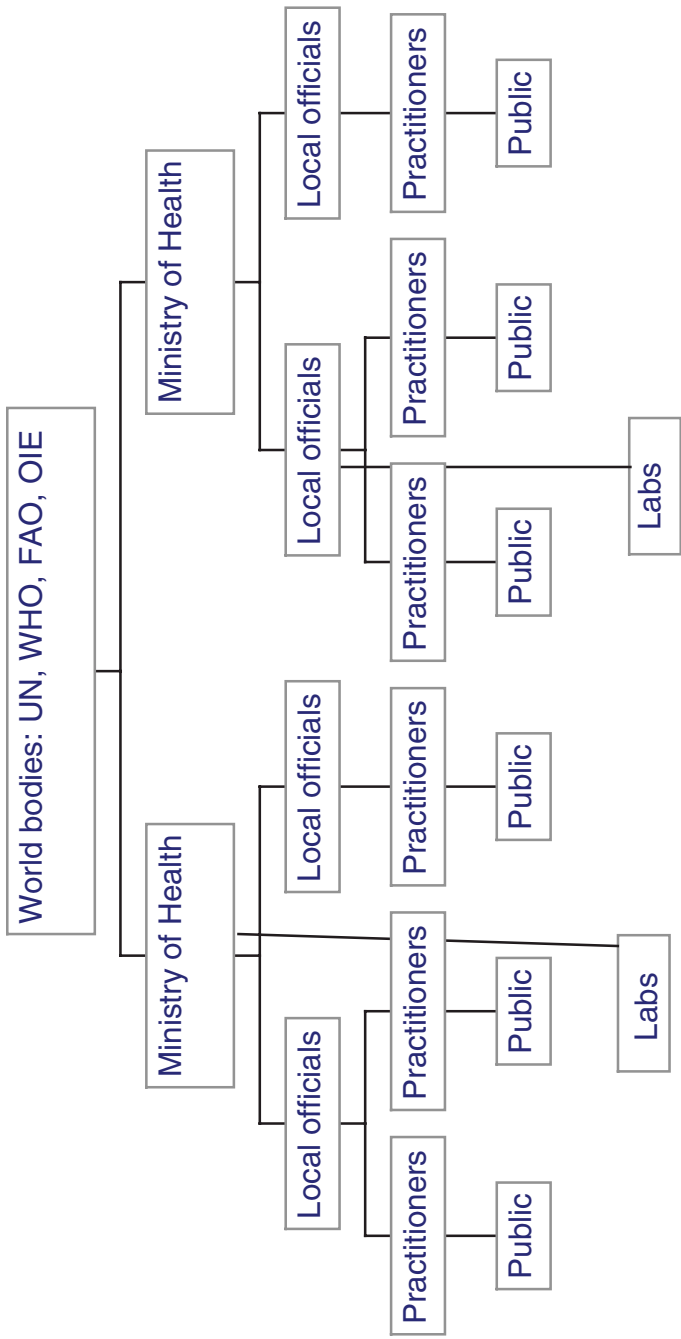 World bodies: UN, WHO, FAO, OIE
Ministry of Health
Ministry of Health
Local officials
Local officials
Local officials
Local officials
Practitioners
Practitioners
Practitioners
Practitioners
Practitioners
Practitioners
Public
Public
Public
Public
Public
Public
Labs
Labs